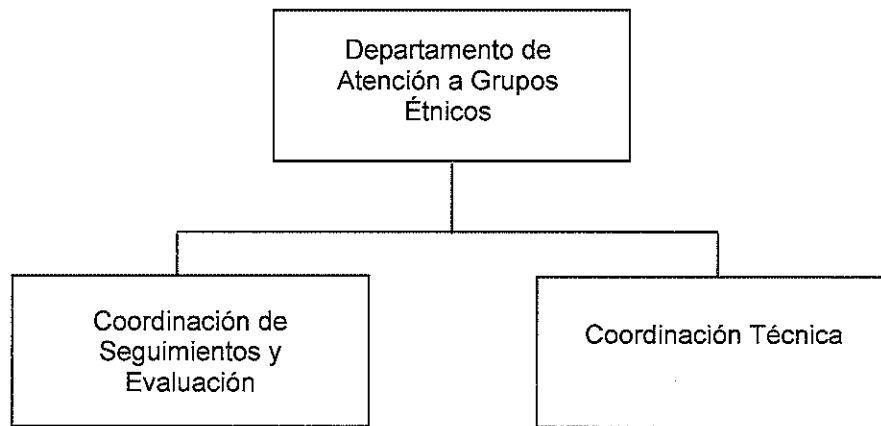 Departamento de
Atención a Grupos
Étnicos
Coordinación de
Seguimientos y
Evaluación
Coordinación Técnica